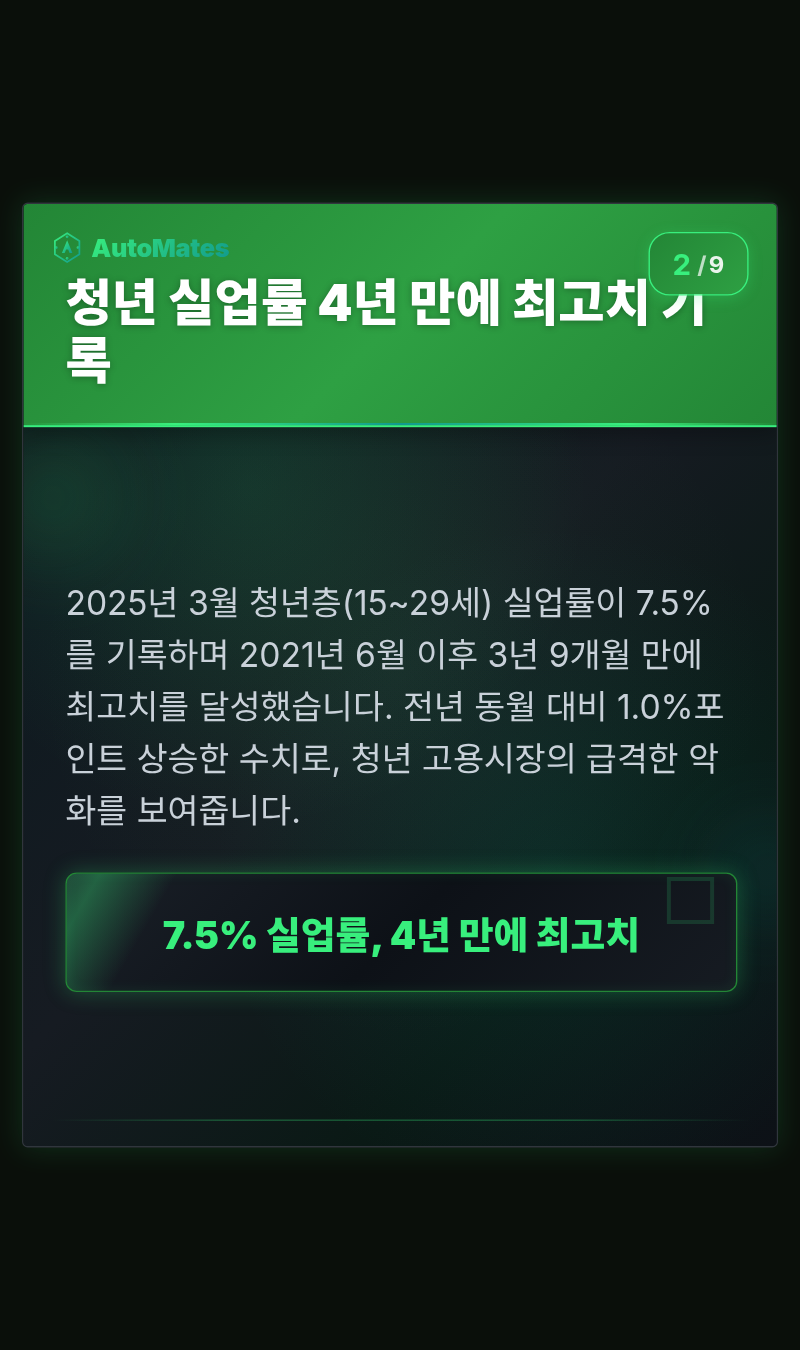 AutoMates
2 / 9
청년 실업률 4년 만에 최고치 기
록
2025년 3월 청년층(15~29세) 실업률이 7.5%
를 기록하며 2021년 6월 이후 3년 9개월 만에
최고치를 달성했습니다. 전년 동월 대비 1.0%포
인트 상승한 수치로, 청년 고용시장의 급격한 악
화를 보여줍니다.
7.5% 실업률, 4년 만에 최고치